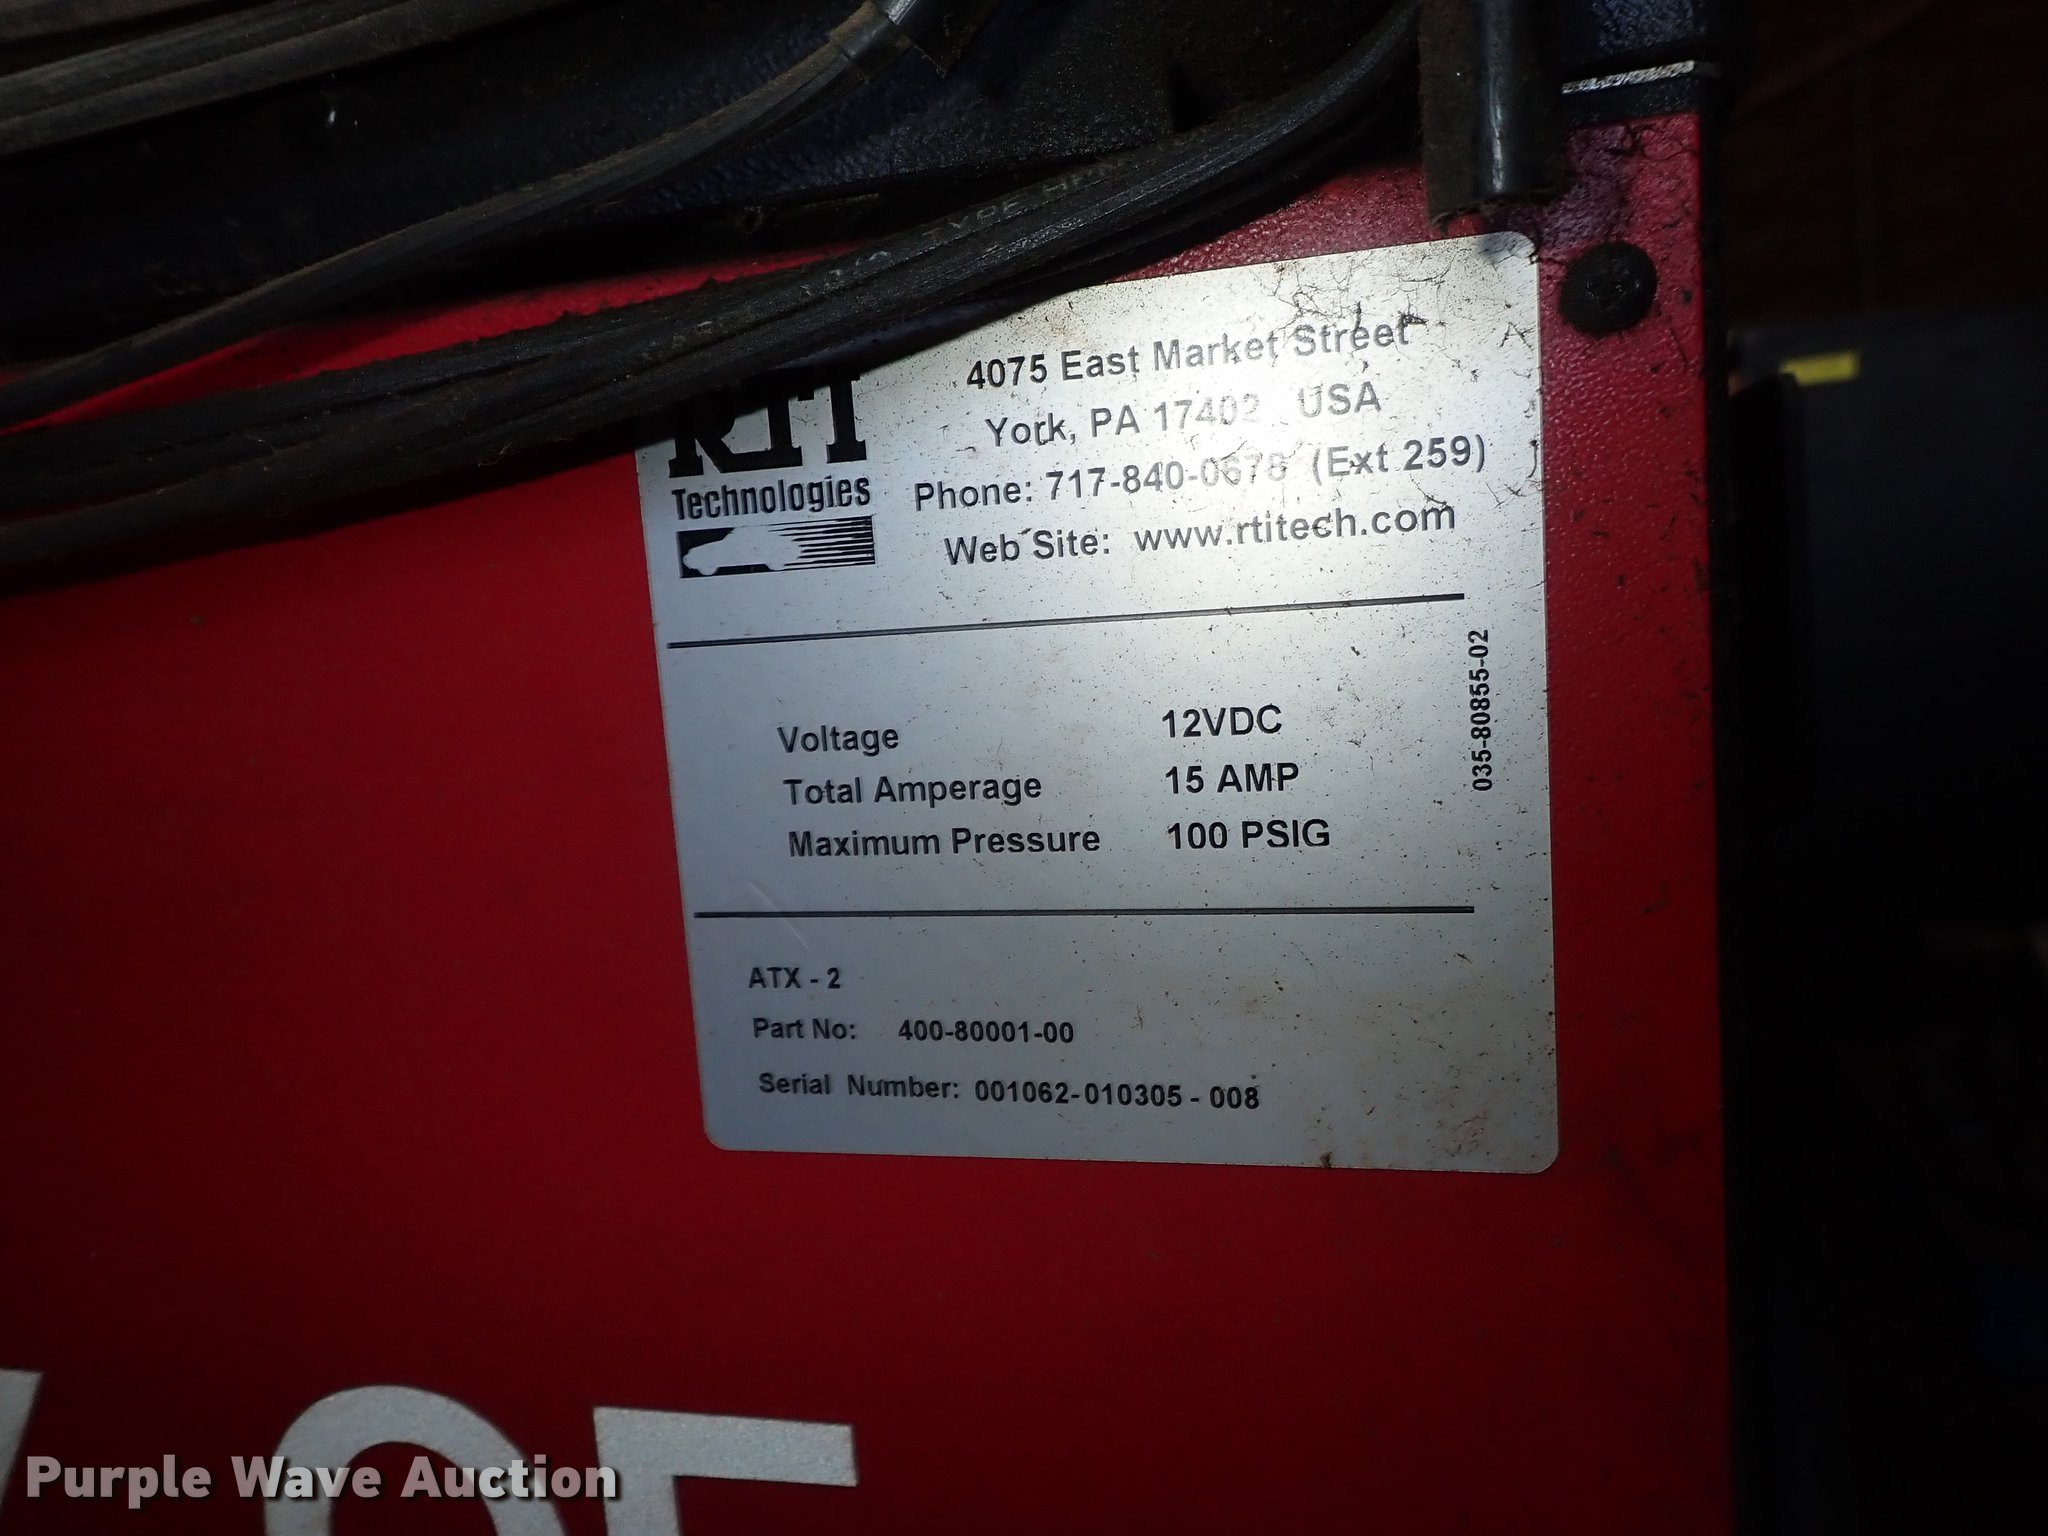 TYPE
RTI
Technologies
4075 East Market Street
York, PA 17402 USA
Phone: 717-840-0678 (Ext 259)
Web Site: www.rtitech.com
035-80855-02
Voltage 12VDC
Total Amperage 15 AMP
Maximum Pressure 100 PSIG
ATX - 2
Part No: 400-80001-00
Serial Number: 001062-010305 - 008
Purple Wave Auction